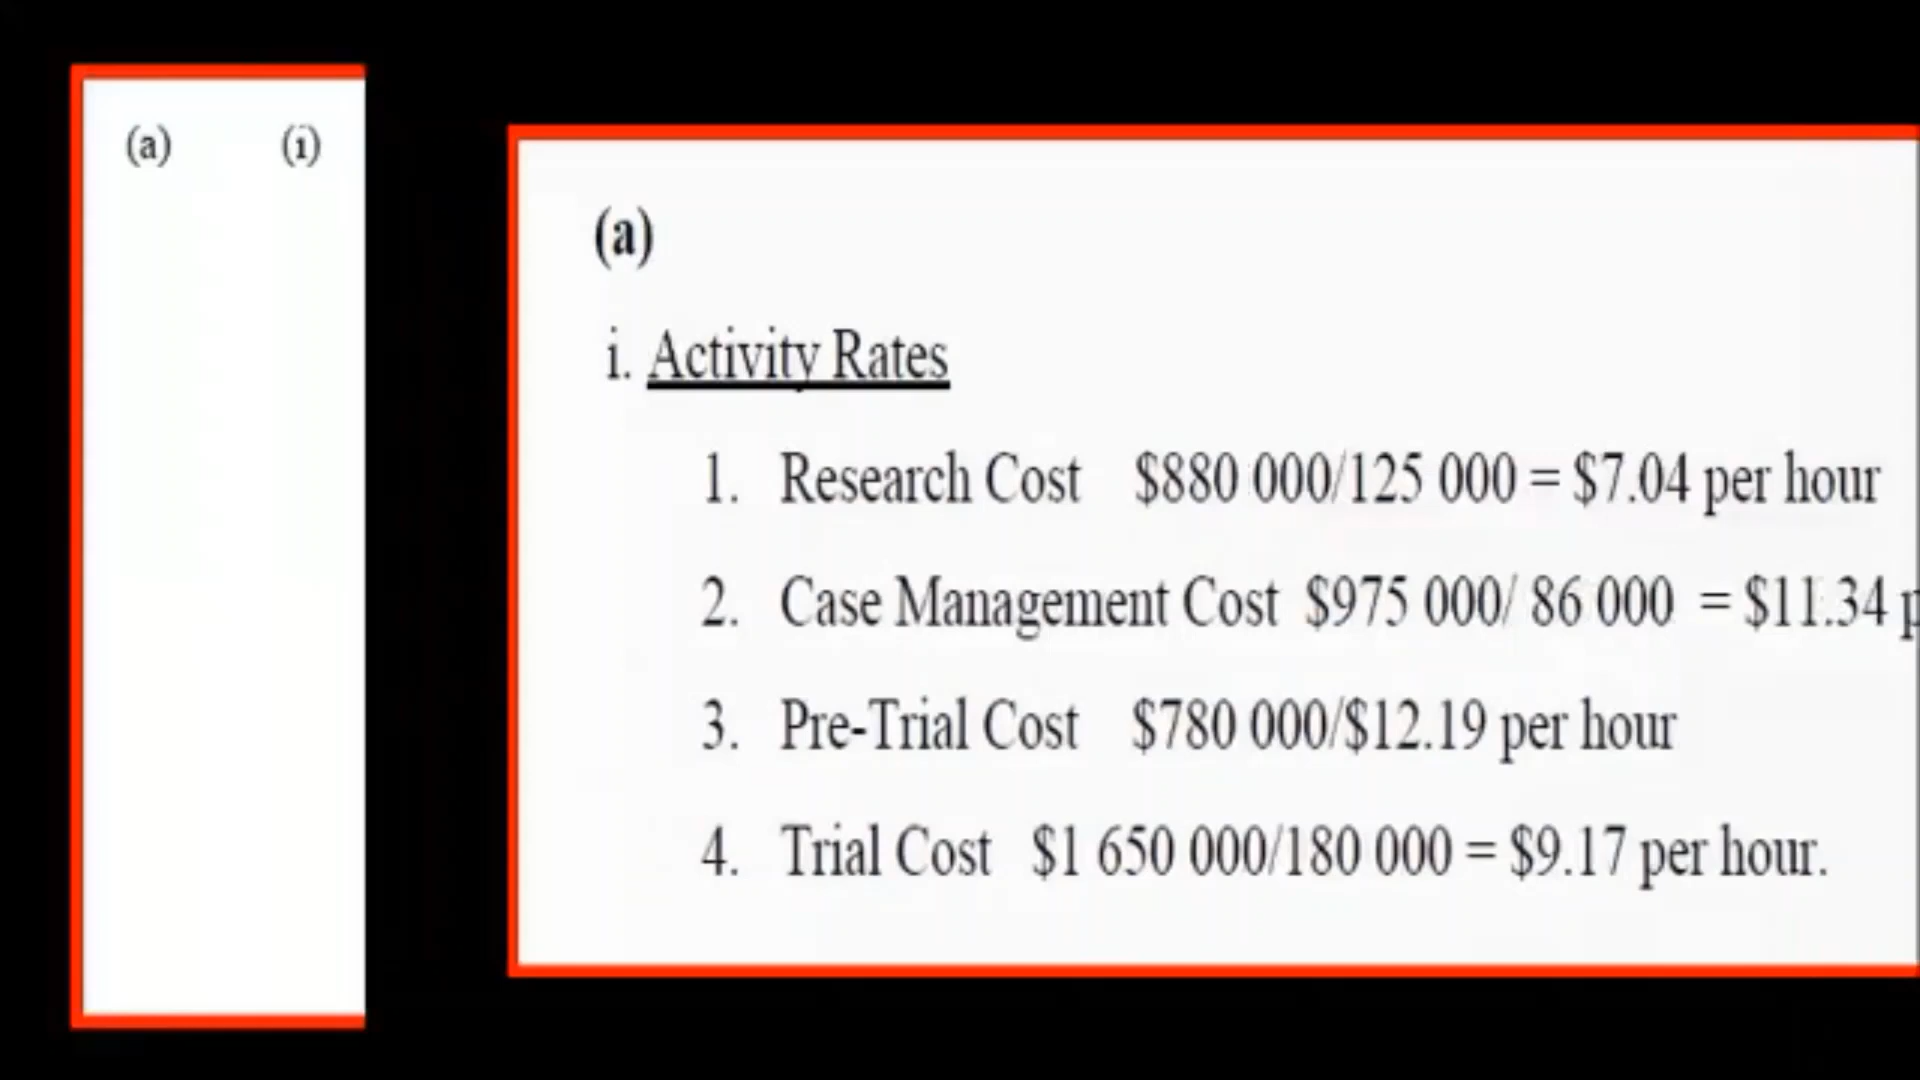 (a) (i)
(a)
i. Activity Rates
1. Research Cost $880 000/125 000 = $7.04 per hour
2. Case Management Cost $975 000/ 86 000 = $11.34 p
3. Pre-Trial Cost $780 000/$12.19 per hour
4. Trial Cost $1 650 000/180 000 = $9.17 per hour.